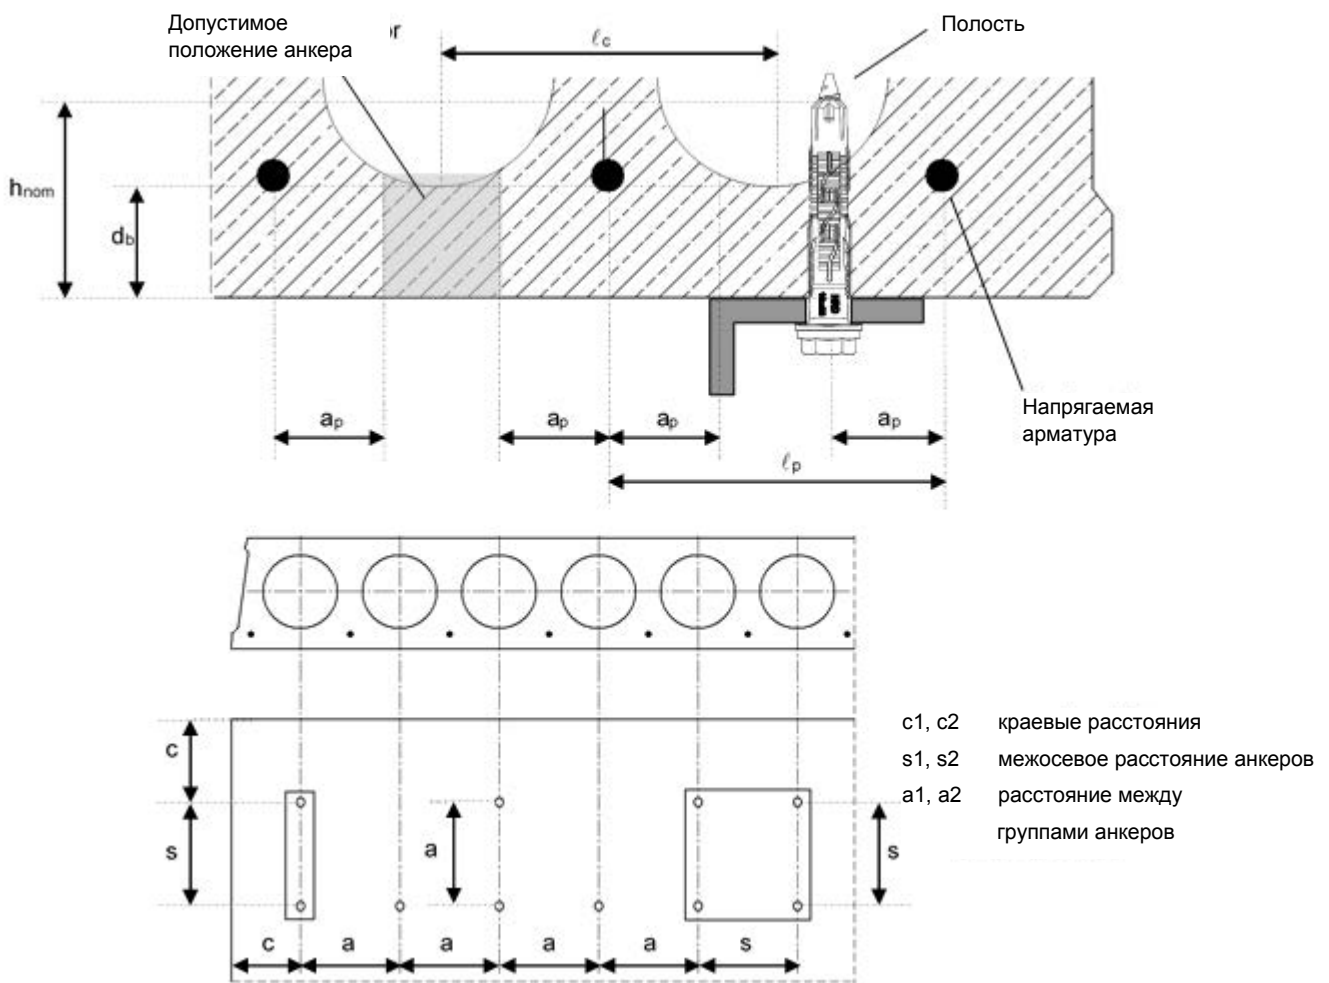 Допустимое
положение анкера
or
ℓc
Полость
hnom
db
ap
ap
ap
ap
ℓp
Напрягаемая
арматура
c
s
a
s
c
a
a
a
a
s
c1, c2 краевые расстояния
s1, s2 межосевое расстояние анкеров
a1, a2 расстояние между
группами анкеров